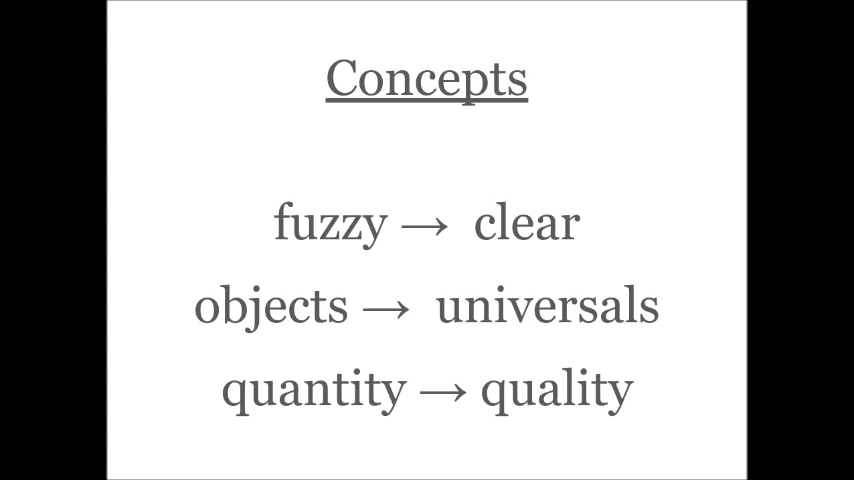 Concepts
fuzzy → clear
objects → universals
quantity → quality